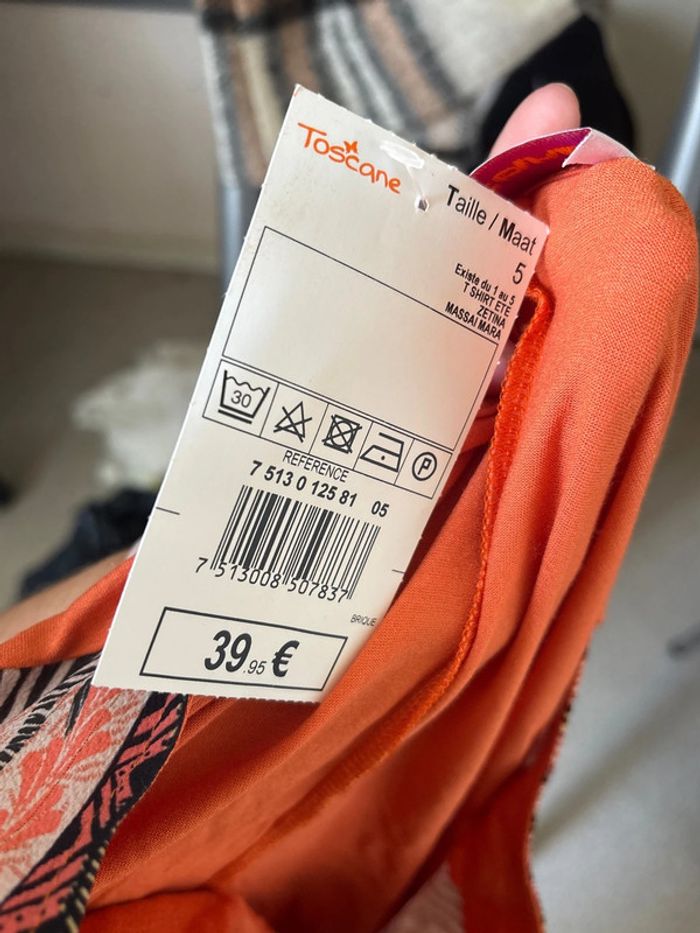 Toscane
Taille / Maat
5
Existe du 1 au 5
T SHIRT ETE
ZETINA
MASSAI MARA
30
P
REFERENCE
7 513 0 125 81 05
7 513008 507837
BRIQUE
39.95 €